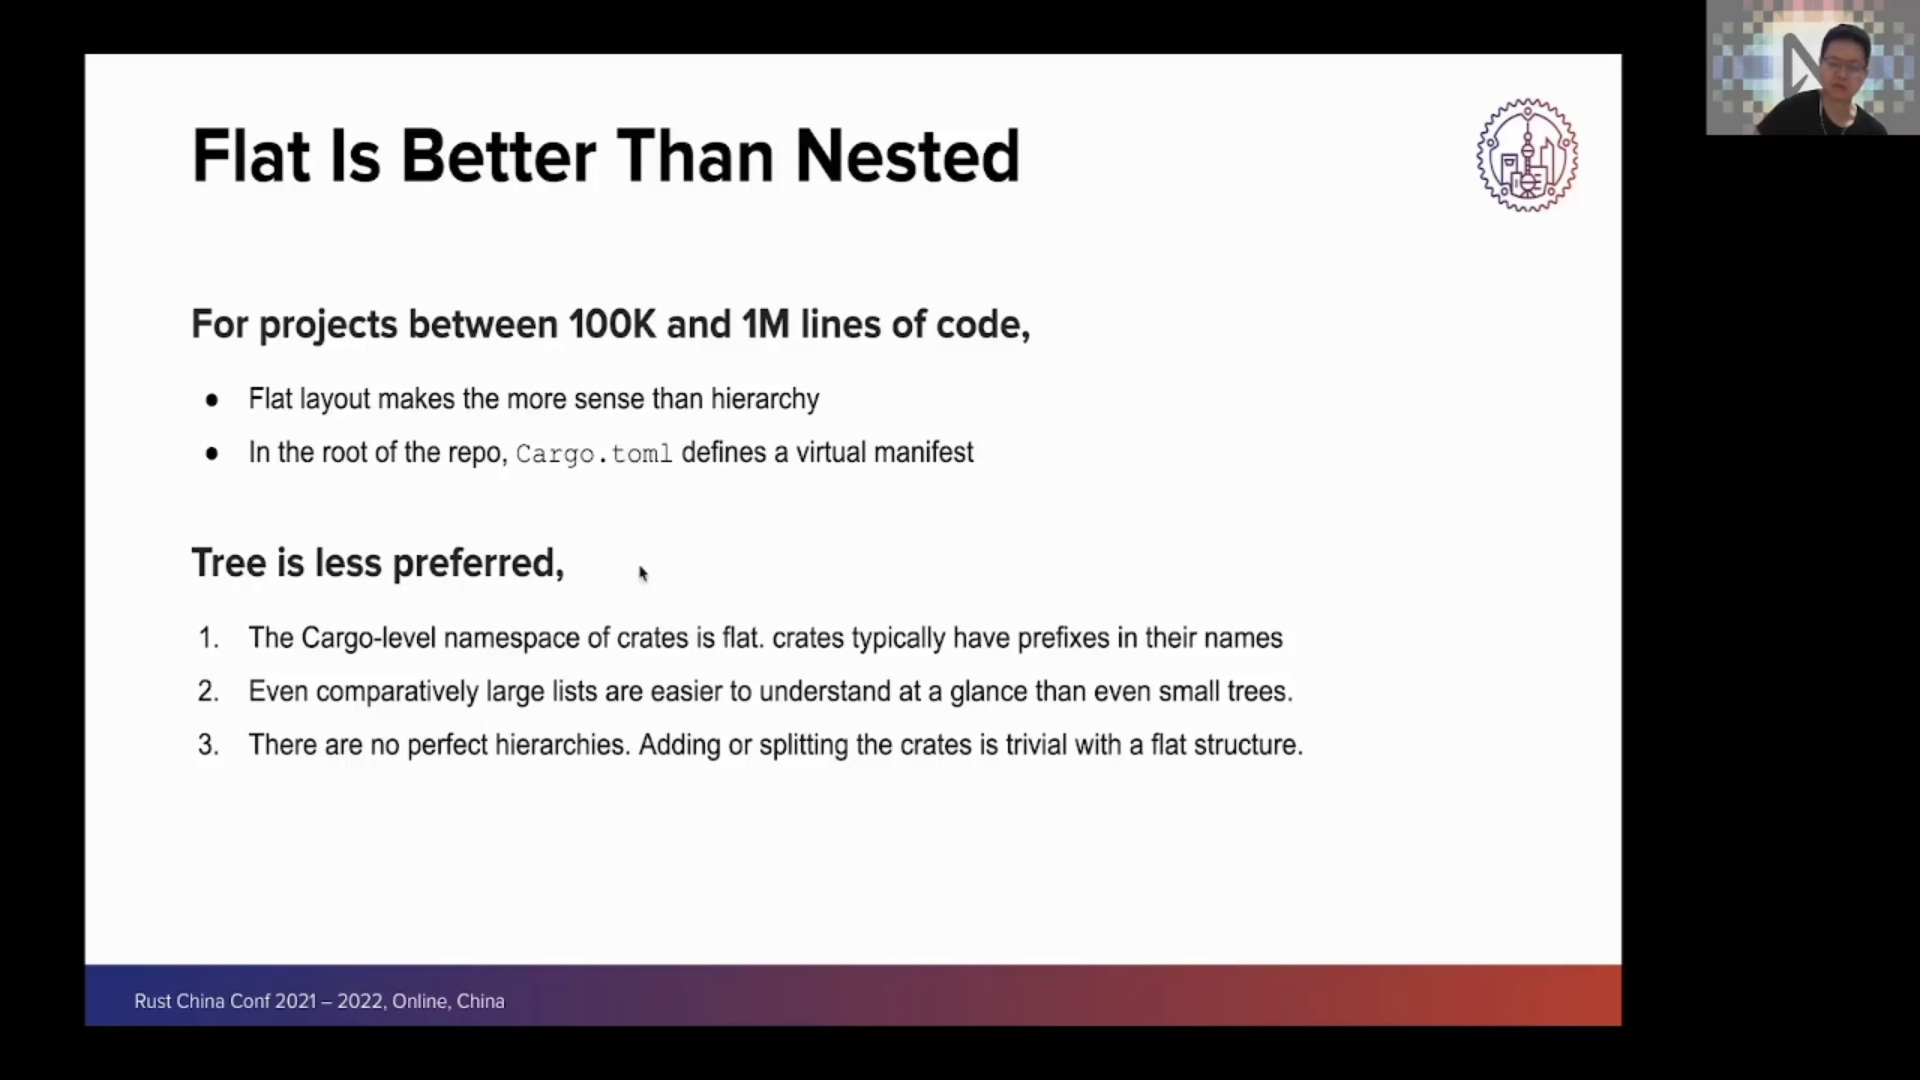 Flat Is Better Than Nested
For projects between 100K and 1M lines of code,
● Flat layout makes the more sense than hierarchy
● In the root of the repo, Cargo.toml defines a virtual manifest
Tree is less preferred,
1. The Cargo-level namespace of crates is flat. crates typically have prefixes in their names
2. Even comparatively large lists are easier to understand at a glance than even small trees.
3. There are no perfect hierarchies. Adding or splitting the crates is trivial with a flat structure.
Rust China Conf 2021 – 2022, Online, China